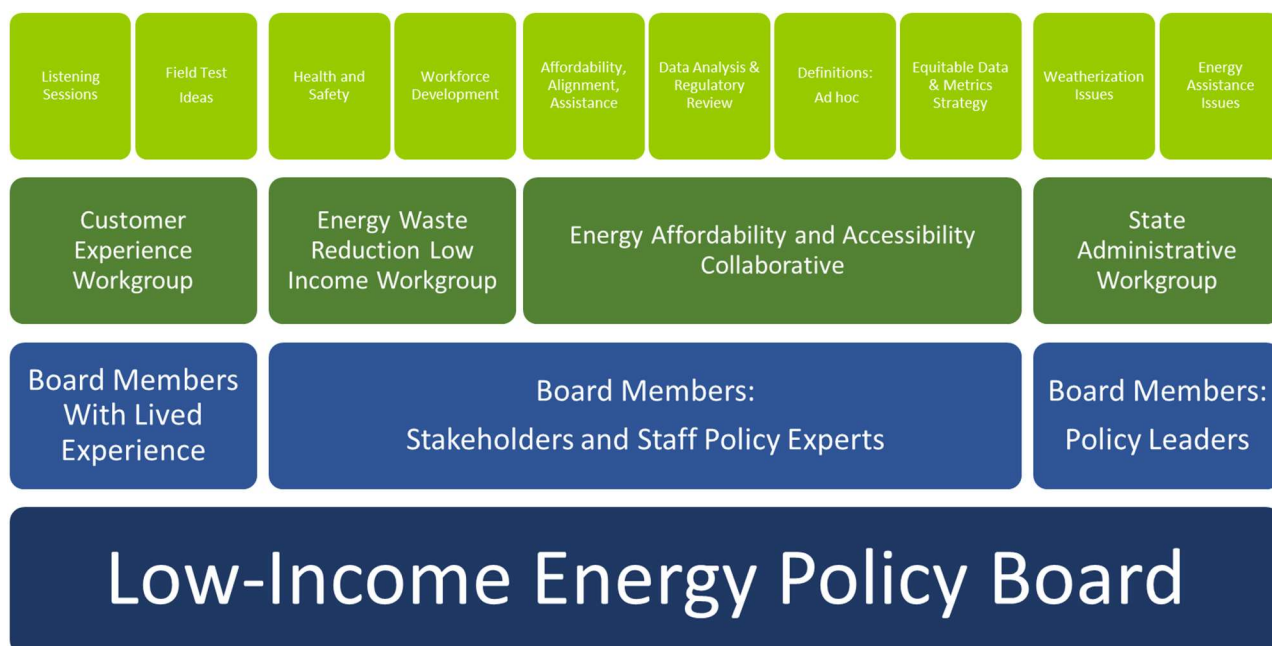 Listening
Sessions
Field Test
Ideas
Health and
Safety
Workforce
Development
Affordability,
Alignment,
Assistance
Data Analysis &
Regulatory
Review
Definitions:
Ad hoc
Equitable Data
& Metrics
Strategy
Weatherization
Issues
Energy
Assistance
Issues
Customer
Experience
Workgroup
Energy Waste
Reduction Low
Income Workgroup
Energy Affordability and Accessibility
Collaborative
State
Administrative
Workgroup
Board Members
With Lived
Experience
Board Members:
Stakeholders and Staff Policy Experts
Board Members:
Policy Leaders
Low-Income Energy Policy Board